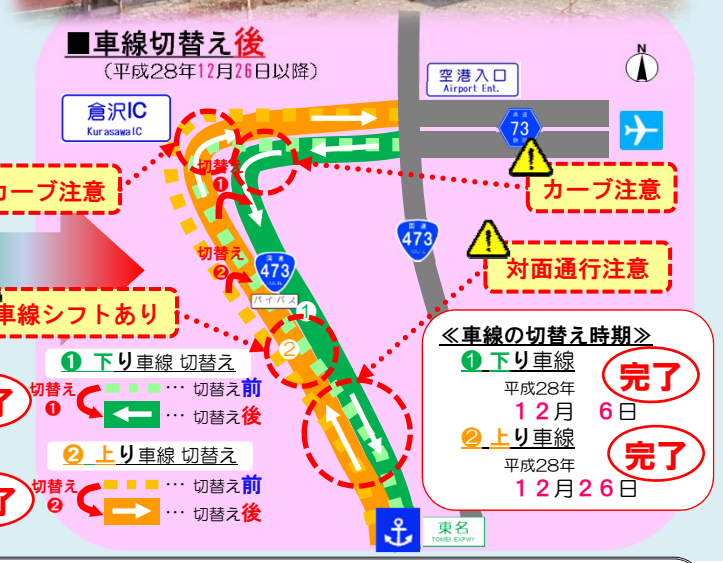 ■車線切替え後
（平成28年12月26日以降）
N
空港入口
Airport Ent.
倉沢IC
Kurasawa IC
県道
73
切替え
❶
カーブ注意
カーブ注意
国道
473
切替え
❷
国道
473
バイパス
対面通行注意
①
車線シフトあり
②
≪車線の切替え時期≫
❶ 下り車線
完了
平成28年
12月 6日
② 上り車線
完了
平成28年
12月26日
❶ 下り車線 切替え
了
切替え
❶
… 切替え前
… 切替え後
❷ 上り車線 切替え
了
切替え
❷
… 切替え前
… 切替え後
東名
TOMEI EXPWY